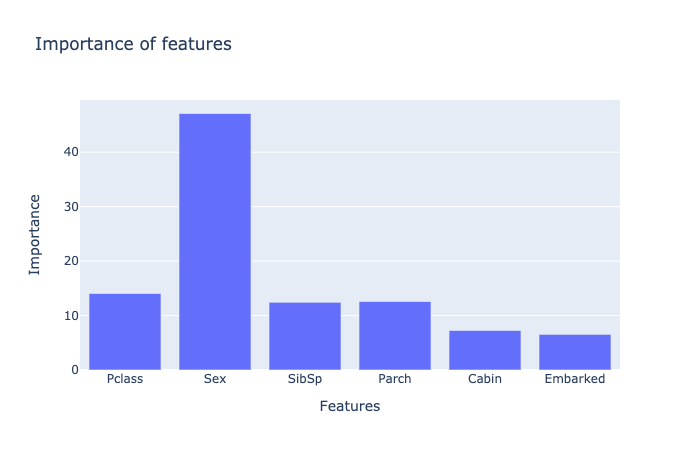 Importance of features
Importance
40
30
20
10
0
Pclass Sex SibSp Parch Cabin Embarked
Features